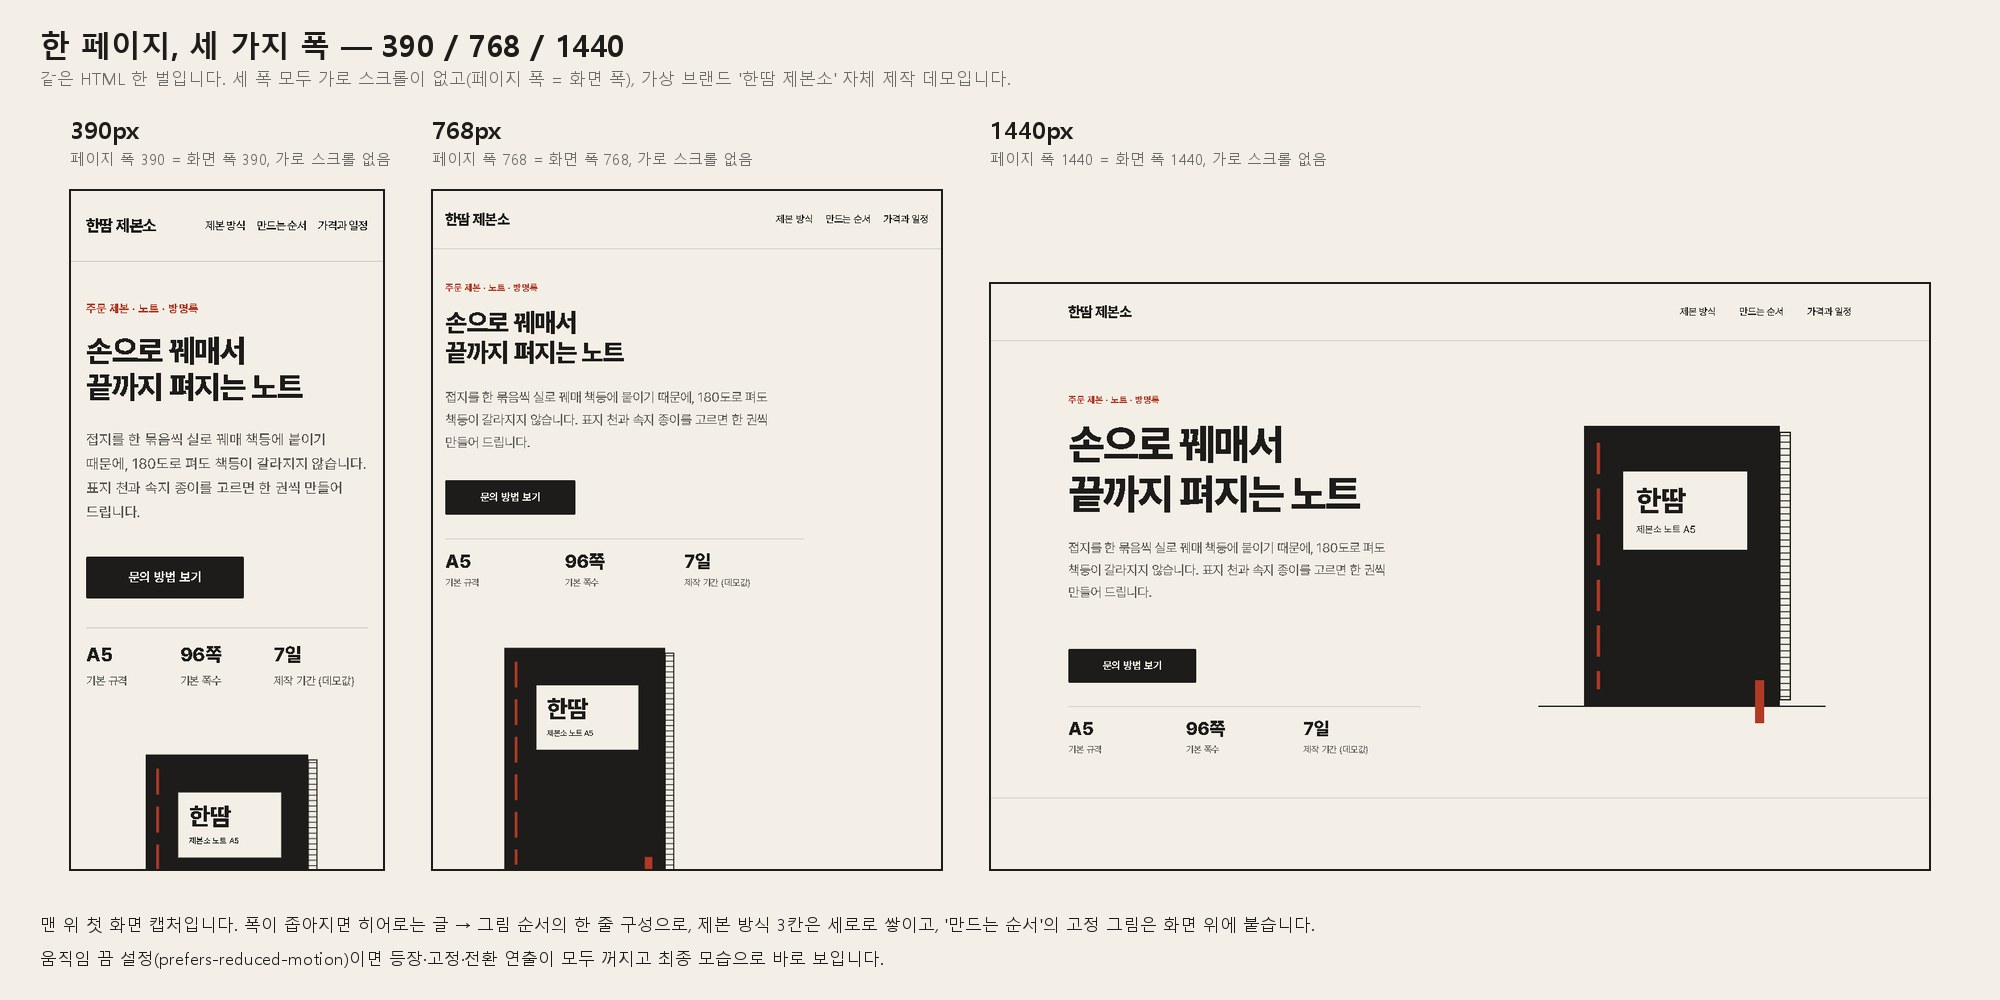 한 페이지, 세 가지 폭 — 390 / 768 / 1440
같은 HTML 한 벌입니다. 세 폭 모두 가로 스크롤이 없고(페이지 폭 = 화면 폭), 가상 브랜드 '한땀 제본소' 자체 제작 데모입니다.
390px
페이지 폭 390 = 화면 폭 390, 가로 스크롤 없음
한땀 제본소
제본 방식 만드는 순서 가격과 일정
주문 제본 · 노트 · 방명록
손으로 꿰매서
끝까지 펴지는 노트
접지를 한 묶음씩 실로 꿰매 책등에 붙이기
때문에, 180도로 펴도 책등이 갈라지지 않습니다.
표지 천과 속지 종이를 고르면 한 권씩 만들어
드립니다.
문의 방법 보기
A5 96쪽 7일
기본 규격 기본 쪽수 제작 기간 (데모값)
한땀
제본소 노트 A5
768px
페이지 폭 768 = 화면 폭 768, 가로 스크롤 없음
한땀 제본소
제본 방식 만드는 순서 가격과 일정
주문 제본 · 노트 · 방명록
손으로 꿰매서
끝까지 펴지는 노트
접지를 한 묶음씩 실로 꿰매 책등에 붙이기 때문에, 180도로 펴도
책등이 갈라지지 않습니다. 표지 천과 속지 종이를 고르면 한 권씩
만들어 드립니다.
문의 방법 보기
A5 96쪽 7일
기본 규격 기본 쪽수 제작 기간 (데모값)
한땀
제본소 노트 A5
1440px
페이지 폭 1440 = 화면 폭 1440, 가로 스크롤 없음
한땀 제본소
제본 방식 만드는 순서 가격과 일정
주문 제본 · 노트 · 방명록
손으로 꿰매서
끝까지 펴지는 노트
접지를 한 묶음씩 실로 꿰매 책등에 붙이기 때문에, 180도로 펴도
책등이 갈라지지 않습니다. 표지 천과 속지 종이를 고르면 한 권씩
만들어 드립니다.
문의 방법 보기
A5 96쪽 7일
기본 규격 기본 쪽수 제작 기간 (데모값)
한땀
제본소 노트 A5
맨 위 첫 화면 캡처입니다. 폭이 좁아지면 히어로는 글 → 그림 순서의 한 줄 구성으로, 제본 방식 3칸은 세로로 쌓이고, '만드는 순서'의 고정 그림은 화면 위에 붙습니다.
움직임 끔 설정(prefers-reduced-motion)이면 등장·고정·전환 연출이 모두 꺼지고 최종 모습으로 바로 보입니다.